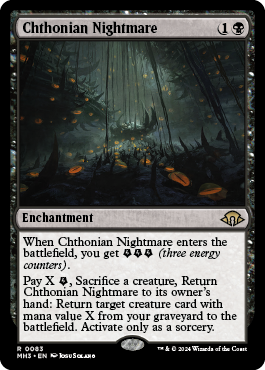 Chthonian Nightmare 1
Enchantment
When Chthonian Nightmare enters the
battlefield, you get (three energy
counters).
Pay X , Sacrifice a creature, Return
Chthonian Nightmare to its owner's
hand: Return target creature card with
mana value X from your graveyard to the
battlefield. Activate only as a sorcery.
R 0083
MH3 • EN JOSU SOLANO
™ & © 2024 Wizards of the Coast